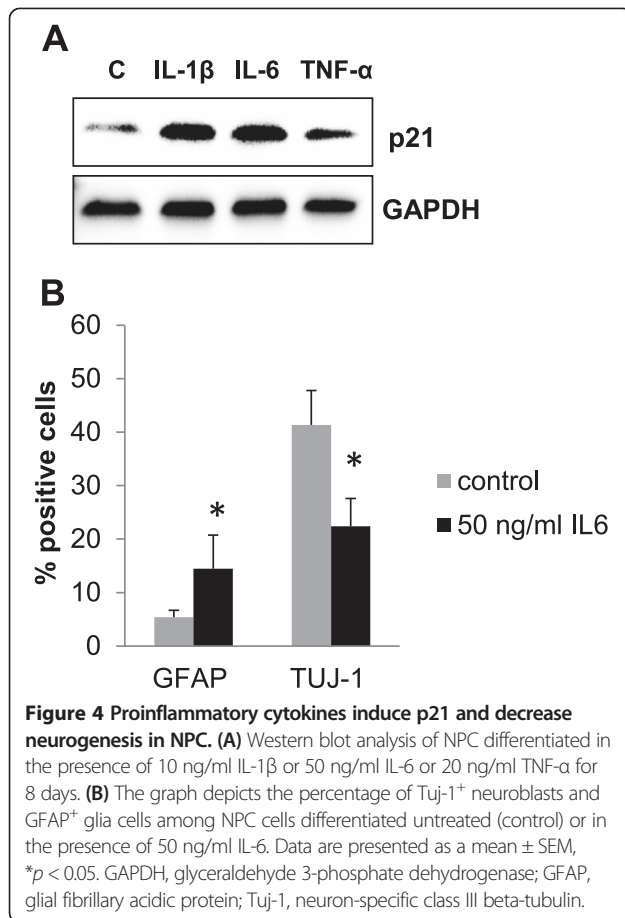 A
C IL-1β IL-6 TNF-α
p21
GAPDH
B
60
50
40
30
20
10
0
% positive cells
*
*
control
50 ng/ml IL6
GFAP TUJ-1
Figure 4 Proinflammatory cytokines induce p21 and decrease
neurogenesis in NPC. (A) Western blot analysis of NPC differentiated in
the presence of 10 ng/ml IL-1β or 50 ng/ml IL-6 or 20 ng/ml TNF-α for
8 days. (B) The graph depicts the percentage of Tuj-1⁺ neuroblasts and
GFAP⁺ glia cells among NPC cells differentiated untreated (control) or in
the presence of 50 ng/ml IL-6. Data are presented as a mean ± SEM,
*p < 0.05. GAPDH, glyceraldehyde 3-phosphate dehydrogenase; GFAP,
glial fibrillary acidic protein; Tuj-1, neuron-specific class III beta-tubulin.